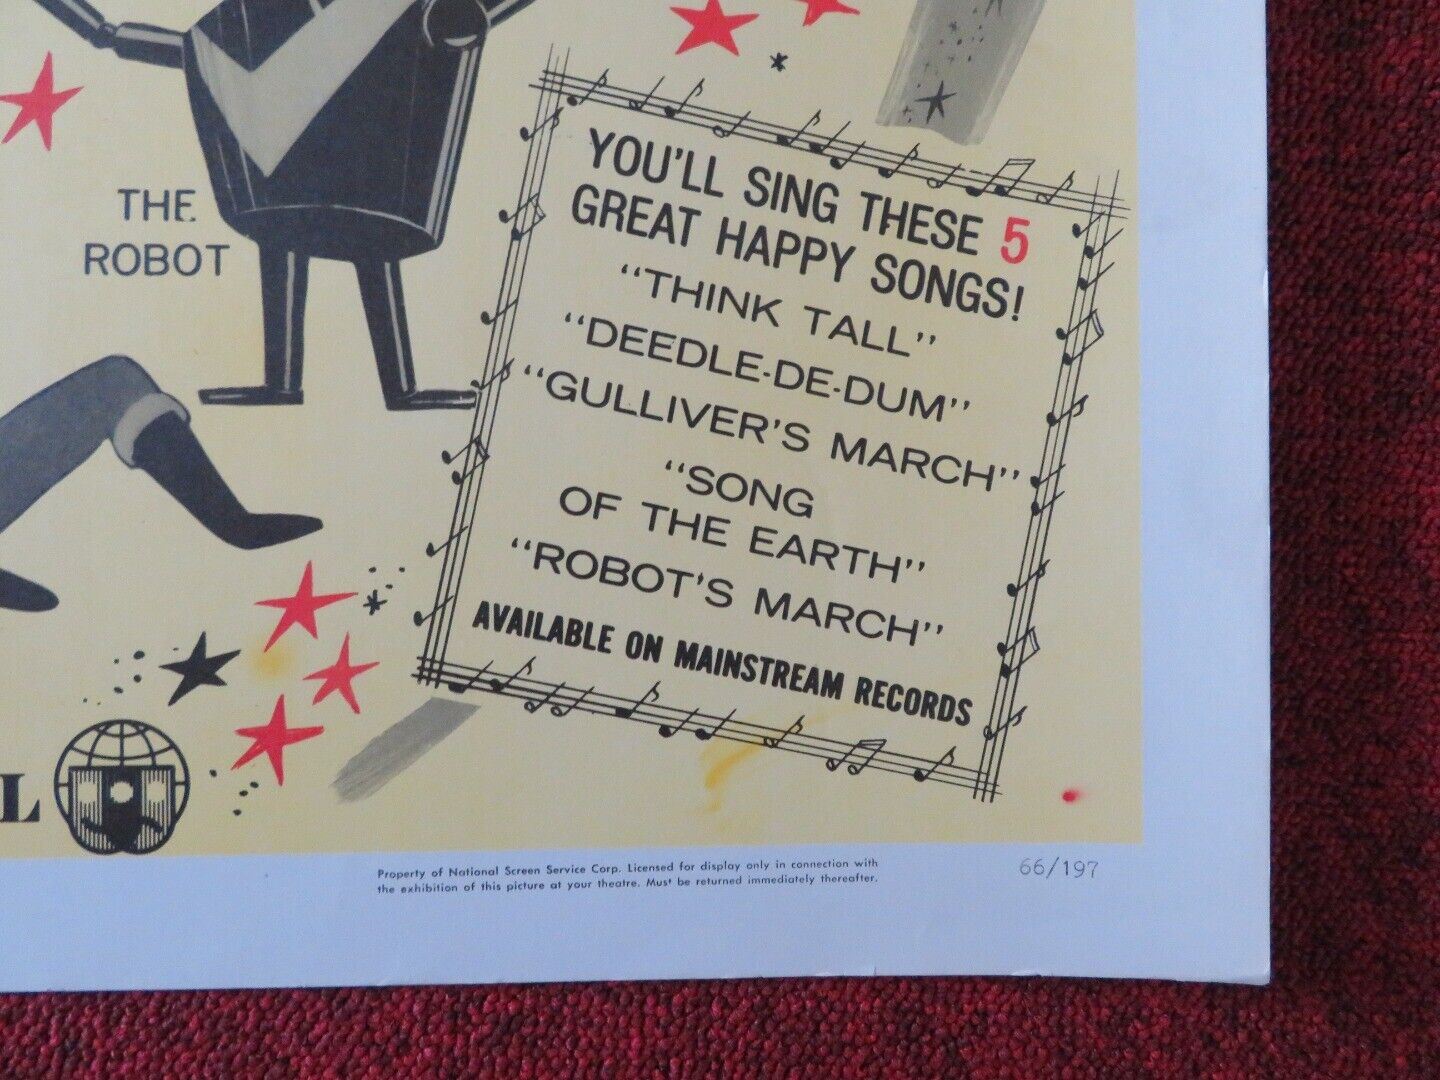 THE
ROBOT
YOU'LL SING THESE 5
GREAT HAPPY SONGS!
"THINK TALL"
"DEEDLE-DE-DUM"
"GULLIVER'S MARCH"
"SONG
OF THE EARTH"
"ROBOT'S MARCH"
AVAILABLE ON MAINSTREAM RECORDS
L
Property of National Screen Service Corp. Licensed for display only in connection with
the exhibition of this picture at your theatre. Must be returned immediately thereafter.
66/197